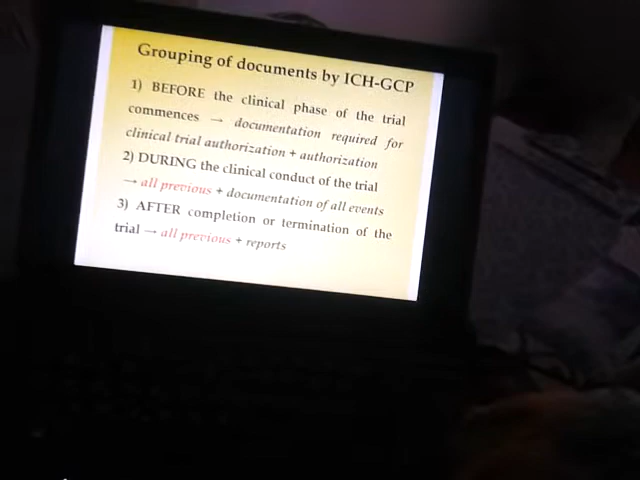 Grouping of documents by ICH-GCP
1) BEFORE the clinical phase of the trial
commences → documentation required for
clinical trial authorization + authorization
2) DURING the clinical conduct of the trial
→ all previous + documentation of all events
3) AFTER completion or termination of the
trial → all previous + reports